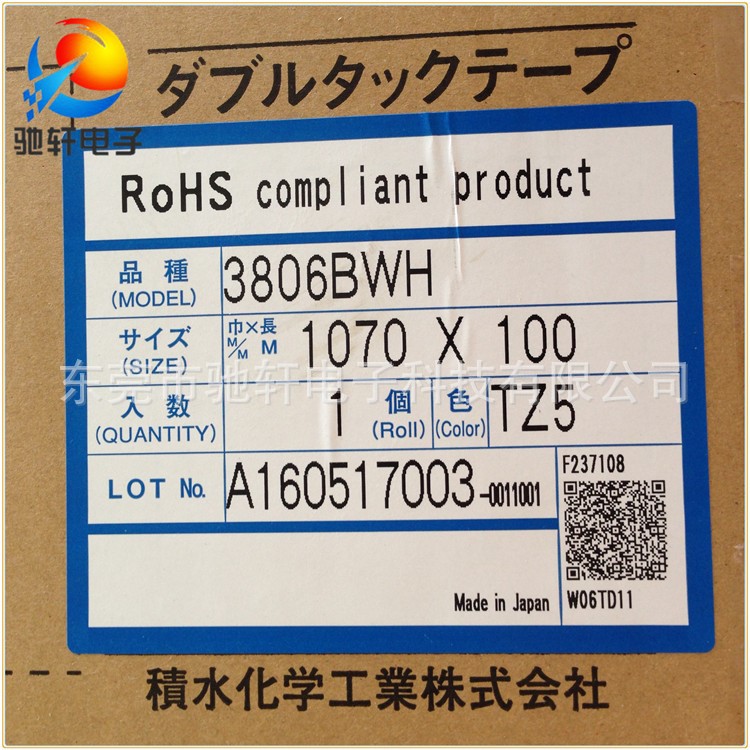 ダブルタックテープ
驰轩电子
RoHS compliant product
品種
(MODEL)
3806BWH
サイズ
(SIZE)
巾×長
M/M M
1070 X 100
东莞市驰轩电子科技有限公司
入数
(QUANTITY)
1
個
(Roll)
色
(Color)
TZ5
LOT No.
A160517003-0011001
F237108
Made in Japan
W06TD11
積水化学工業株式会社